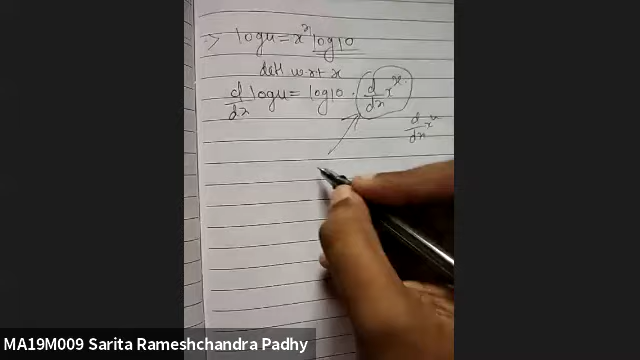 ⇒ log u = x^x log 10
diff w.r.t x
d/dx log u = log 10 · d/dx x^x
d/dx x^x
MA19M009 Sarita Rameshchandra Padhy